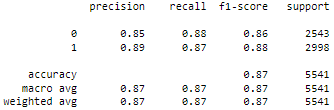 precision recall f1-score support
0 0.85 0.88 0.86 2543
1 0.89 0.87 0.88 2998
accuracy 0.87 5541
macro avg 0.87 0.87 0.87 5541
weighted avg 0.87 0.87 0.87 5541